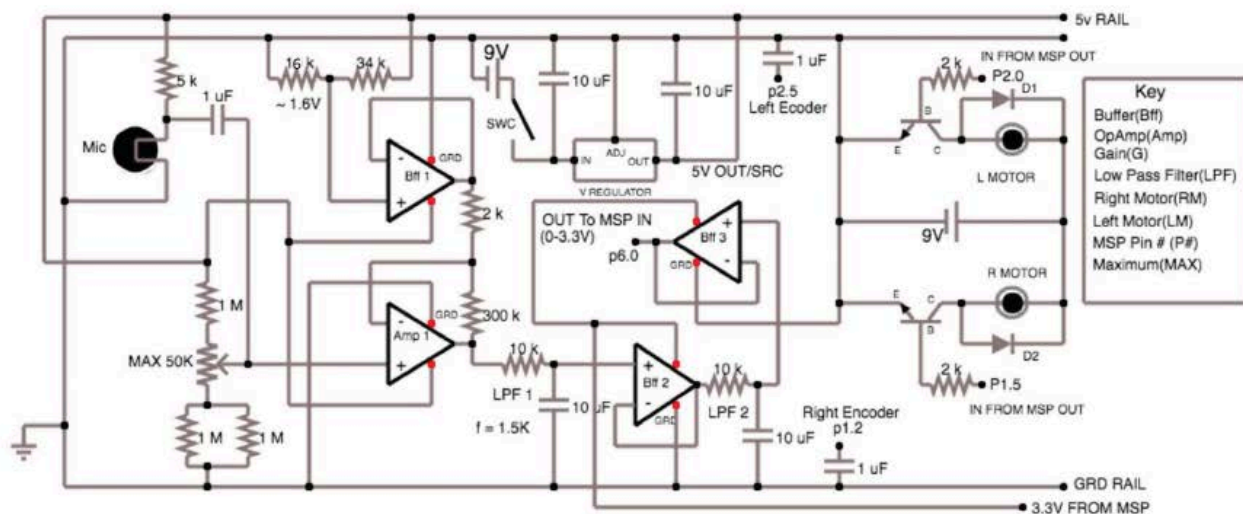 5v RAIL
IN FROM MSP OUT
9V
16 k
34 k
2 k
P2.0
D1
5 k
1 uF
~ 1.6V
10 uF
10 uF
1 uF
p2.5
Left Ecoder
SWC
Mic
GRD
-
Bff 1
+
IN
ADJ
OUT
V REGULATOR
5V OUT/SRC
B
E
C
L MOTOR
Key
Buffer(Bff)
OpAmp(Amp)
Gain(G)
Low Pass Filter(LPF)
Right Motor(RM)
Left Motor(LM)
MSP Pin # (P#)
Maximum(MAX)
2 k
OUT To MSP IN
(0-3.3V)
p6.0
Bff 3
+
-
GRD
9V
R MOTOR
1 M
GRD
300 k
-
Amp 1
+
MAX 50K
E
C
B
D2
10 k
LPF 1
10 uF
f = 1.5K
+
Bff 2
-
GRD
10 k
LPF 2
10 uF
2 k
P1.5
IN FROM MSP OUT
1 M
1 M
Right Encoder
p1.2
1 uF
GRD RAIL
3.3V FROM MSP